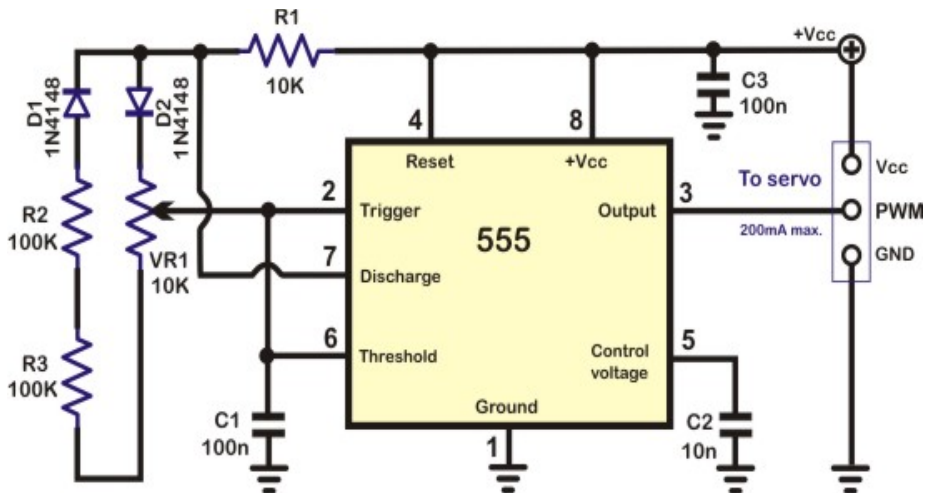 R1
10K
+Vcc
D1
1N4148
D2
1N4148
C3
100n
4
8
Reset
+Vcc
To servo
Vcc
R2
100K
2
Trigger
Output
3
PWM
200mA max.
555
VR1
10K
7
Discharge
GND
R3
100K
6
Threshold
Control
voltage
5
C1
100n
Ground
1
C2
10n